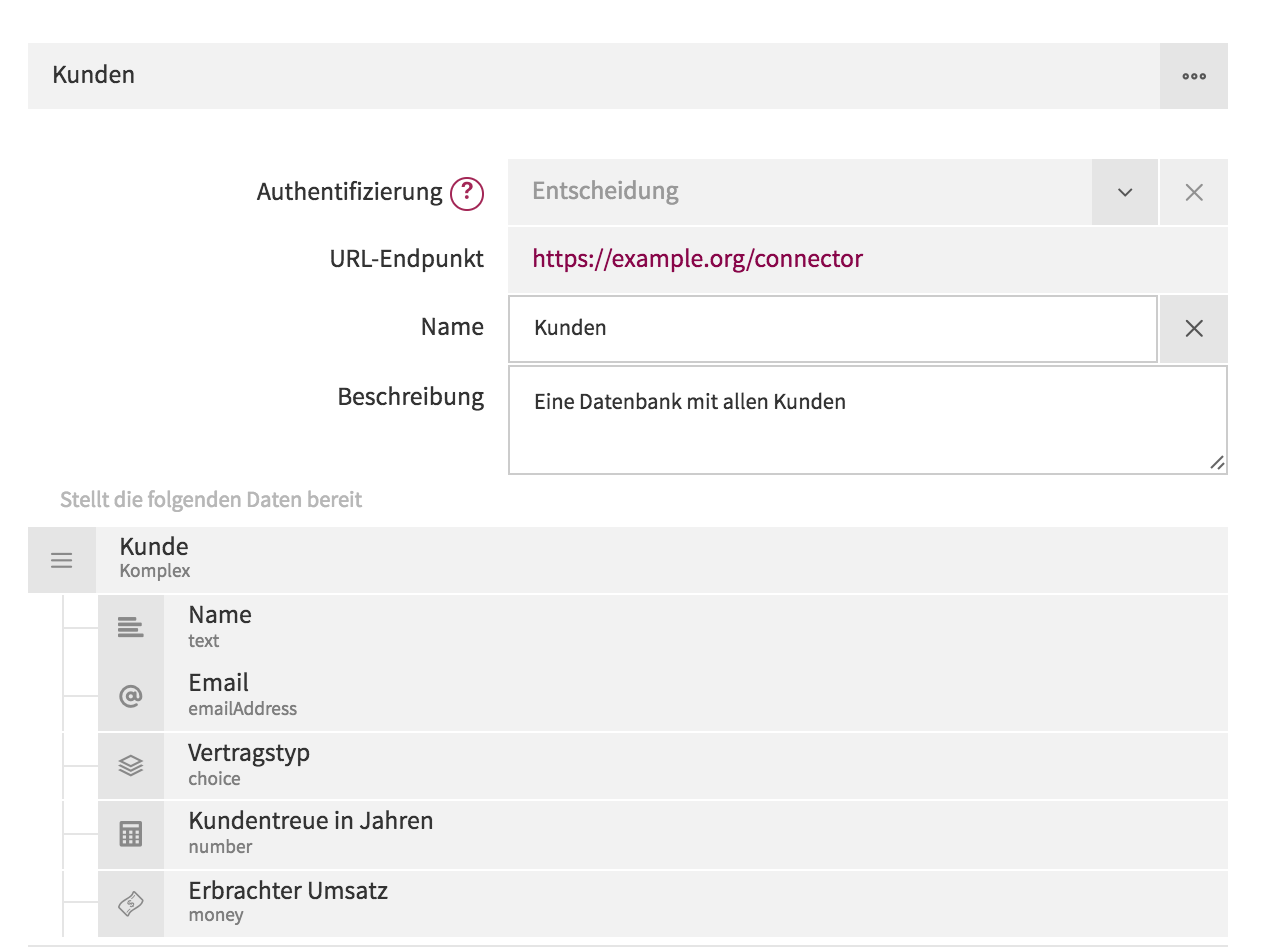 Kunden
Authentifizierung ? Entscheidung
URL-Endpunkt https://example.org/connector
Name Kunden
Beschreibung Eine Datenbank mit allen Kunden
Stellt die folgenden Daten bereit
Kunde
Komplex
Name
text
Email
emailAddress
Vertragstyp
choice
Kundentreue in Jahren
number
Erbrachter Umsatz
money